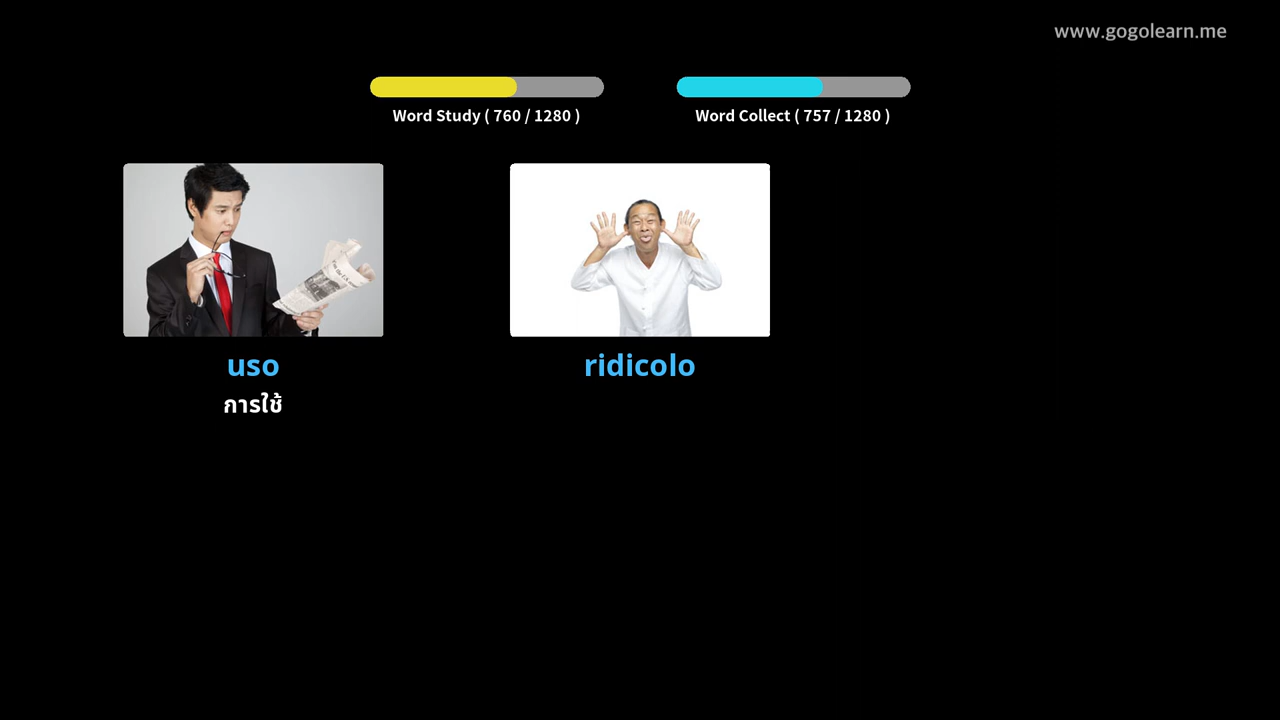 www.gogolearn.me
Word Study ( 760 / 1280 )
Word Collect ( 757 / 1280 )
uso
ridicolo
การใช้